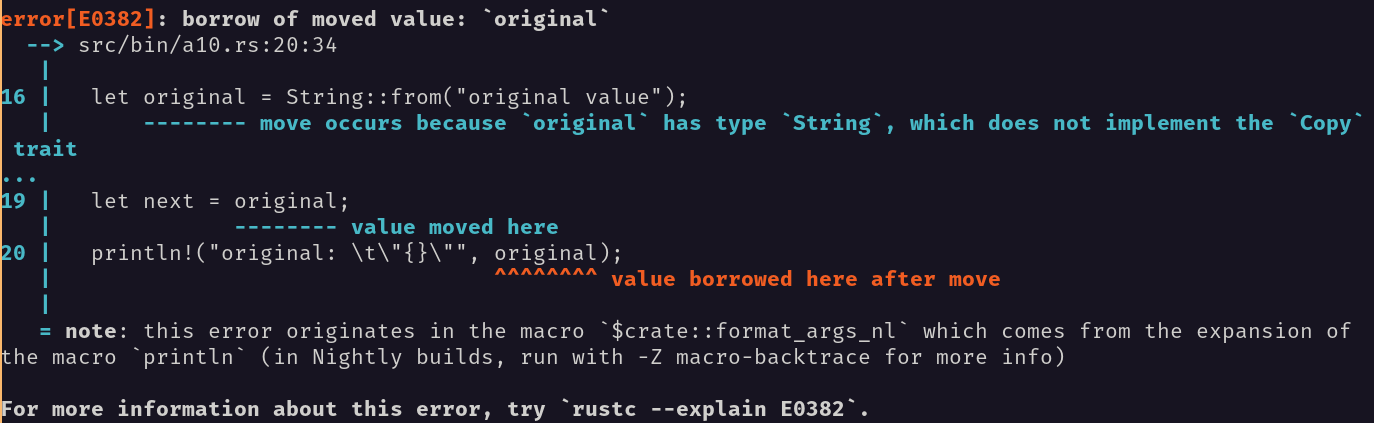 error[E0382]: borrow of moved value: `original`
  --> src/bin/a10.rs:20:34
   |
16 |   let original = String::from("original value");
   |       -------- move occurs because `original` has type `String`, which does not implement the `Copy`
 trait
...
19 |   let next = original;
   |              -------- value moved here
20 |   println!("original: \t\"{}\"", original);
   |                                  ^^^^^^^^ value borrowed here after move
   |
   = note: this error originates in the macro `$crate::format_args_nl` which comes from the expansion of
the macro `println` (in Nightly builds, run with -Z macro-backtrace for more info)

For more information about this error, try `rustc --explain E0382`.